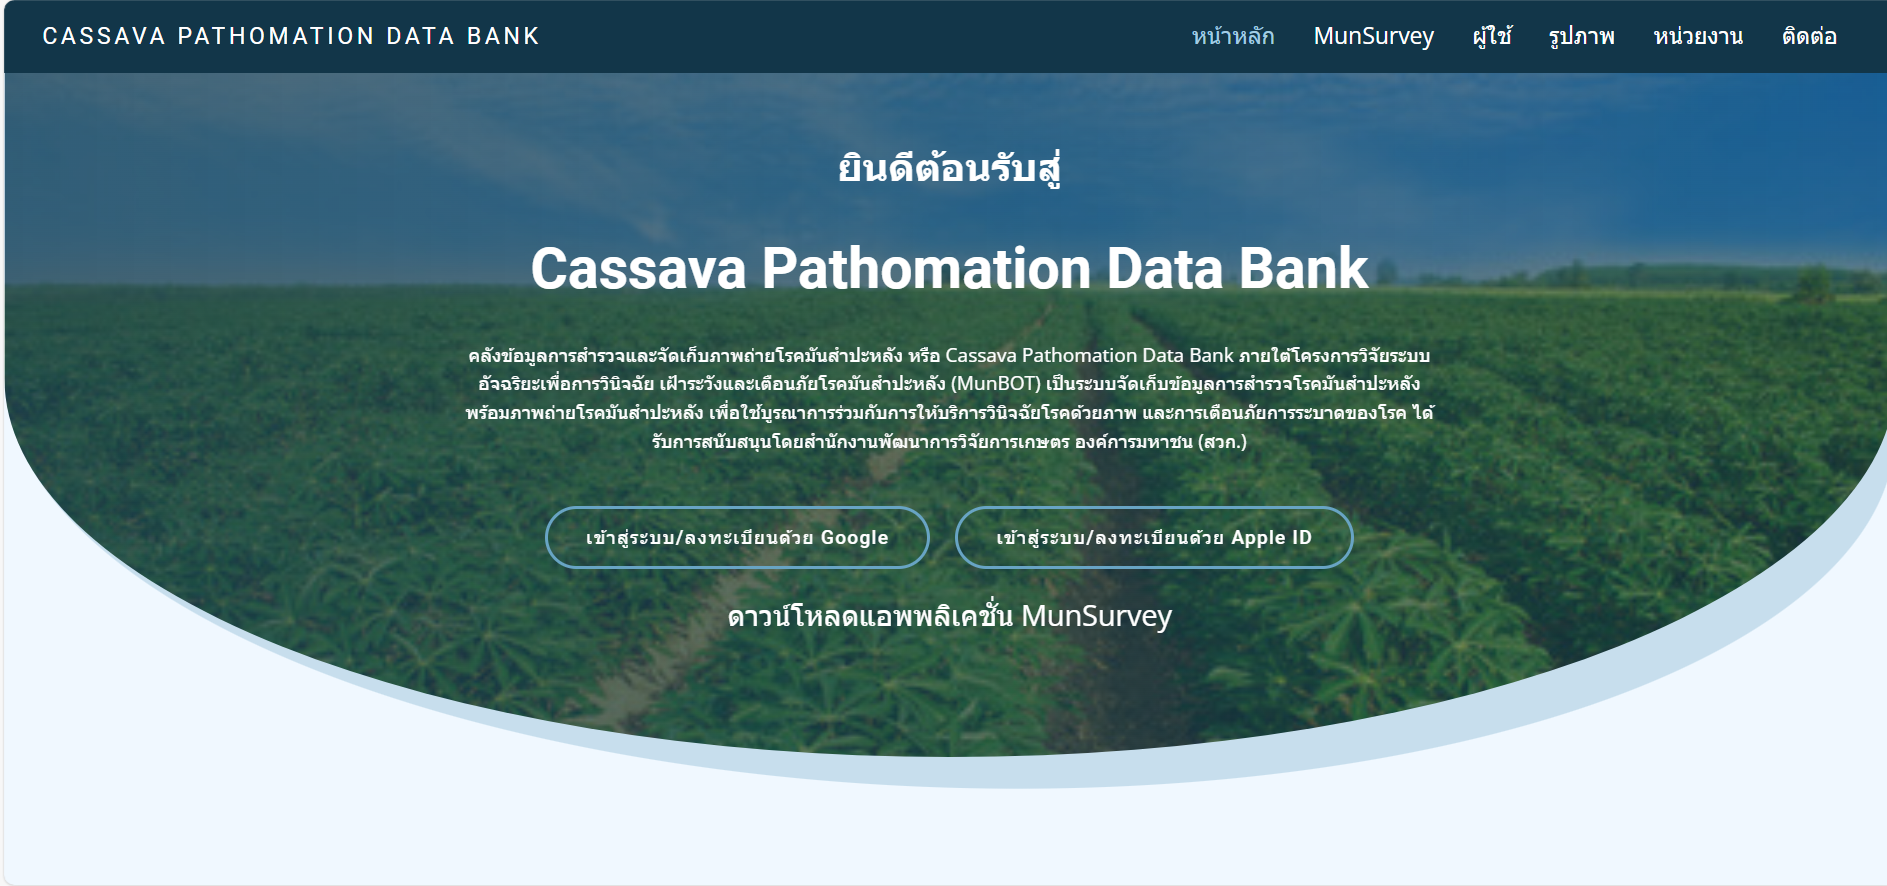 CASSAVA PATHOMATION DATA BANK
หน้าหลัก MunSurvey ผู้ใช้ รูปภาพ หน่วยงาน ติดต่อ
ยินดีต้อนรับสู่
Cassava Pathomation Data Bank
คลังข้อมูลการสำรวจและจัดเก็บภาพถ่ายโรคมันสำปะหลัง หรือ Cassava Pathomation Data Bank ภายใต้โครงการวิจัยระบบ
อัจฉริยะเพื่อการวินิจฉัย เฝ้าระวังและเตือนภัยโรคมันสำปะหลัง (MunBOT) เป็นระบบจัดเก็บข้อมูลการสำรวจโรคมันสำปะหลัง
พร้อมภาพถ่ายโรคมันสำปะหลัง เพื่อใช้บูรณาการร่วมกับการให้บริการวินิจฉัยโรคด้วยภาพ และการเตือนภัยการระบาดของโรค ได้
รับการสนับสนุนโดยสำนักงานพัฒนาการวิจัยการเกษตร องค์การมหาชน (สวก.)
เข้าสู่ระบบ/ลงทะเบียนด้วย Google
เข้าสู่ระบบ/ลงทะเบียนด้วย Apple ID
ดาวน์โหลดแอพพลิเคชั่น MunSurvey